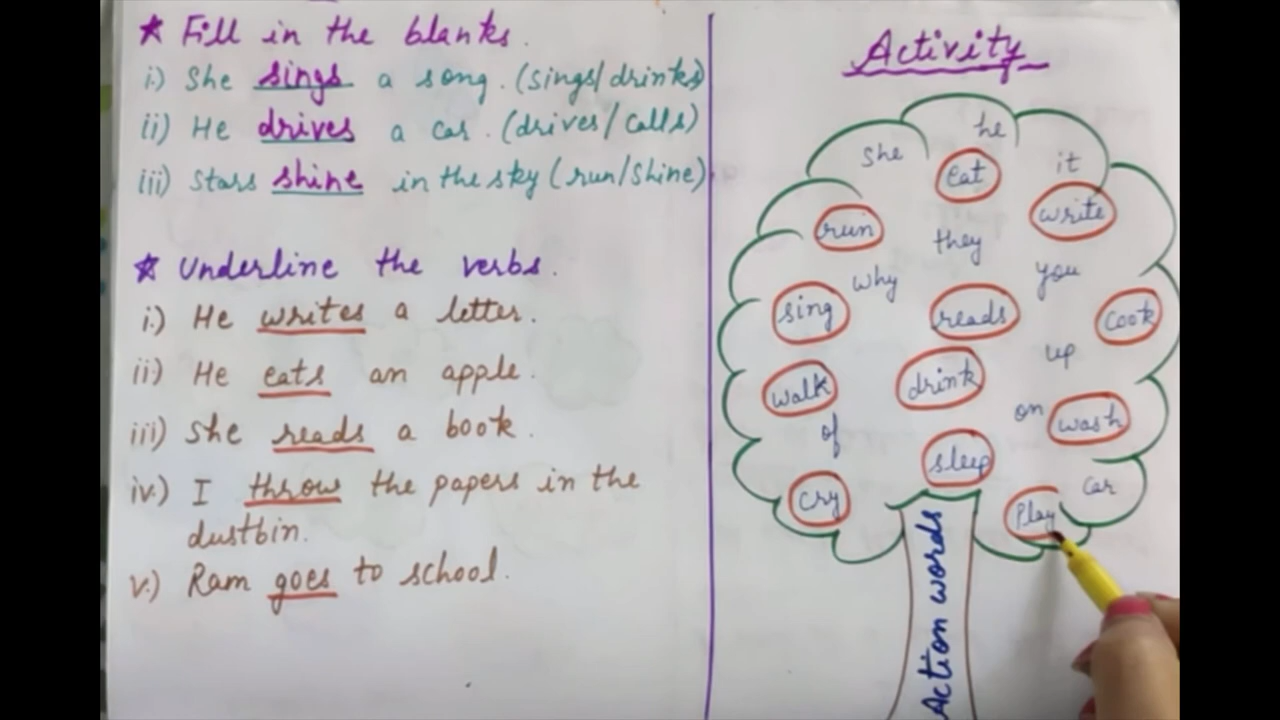 ★ Fill in the blanks.
i) She sings a song. (sings/drinks)
ii) He drives a car. (drives/calls)
iii) Stars shine in the sky (run/shine)
★ Underline the verbs.
i.) He writes a letter.
ii) He eats an apple.
iii) She reads a book.
iv.) I throw the papers in the
dustbin.
v.) Ram goes to school.
Activity
he
she
it
eat
write
run
they
why
you
sing
reads
cook
up
walk
drink
on
wash
of
sleep
cry
car
Play
Action words